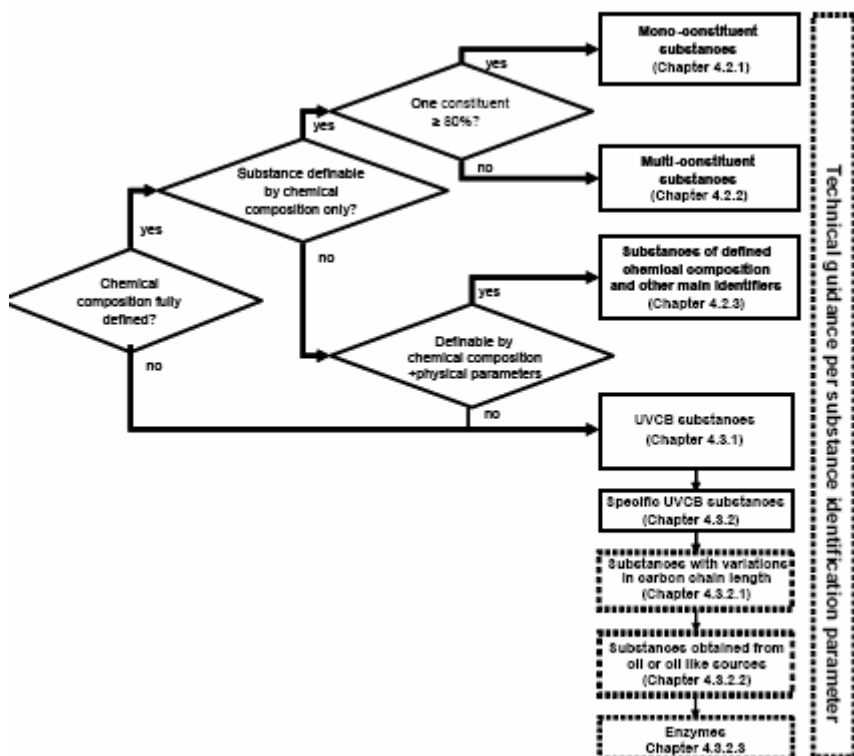 Mono-constituent
substances
(Chapter 4.2.1)
yes
One constituent
≥ 80%?
yes
no
Substance definable
by chemical
composition only?
Multi-constituent
substances
(Chapter 4.2.2)
yes
no
Substances of defined
chemical composition
and other main identifiers
(Chapter 4.2.3)
yes
Chemical
composition fully
defined?
Definable by
chemical composition
+physical parameters
no
no
UVCB substances
(Chapter 4.3.1)
Specific UVCB substances
(Chapter 4.3.2)
Substances with variations
in carbon chain length
(Chapter 4.3.2.1)
Substances obtained from
oil or oil like sources
(Chapter 4.3.2.2)
Enzymes
Chapter 4.3.2.3
Technical guidance per substance identification parameter